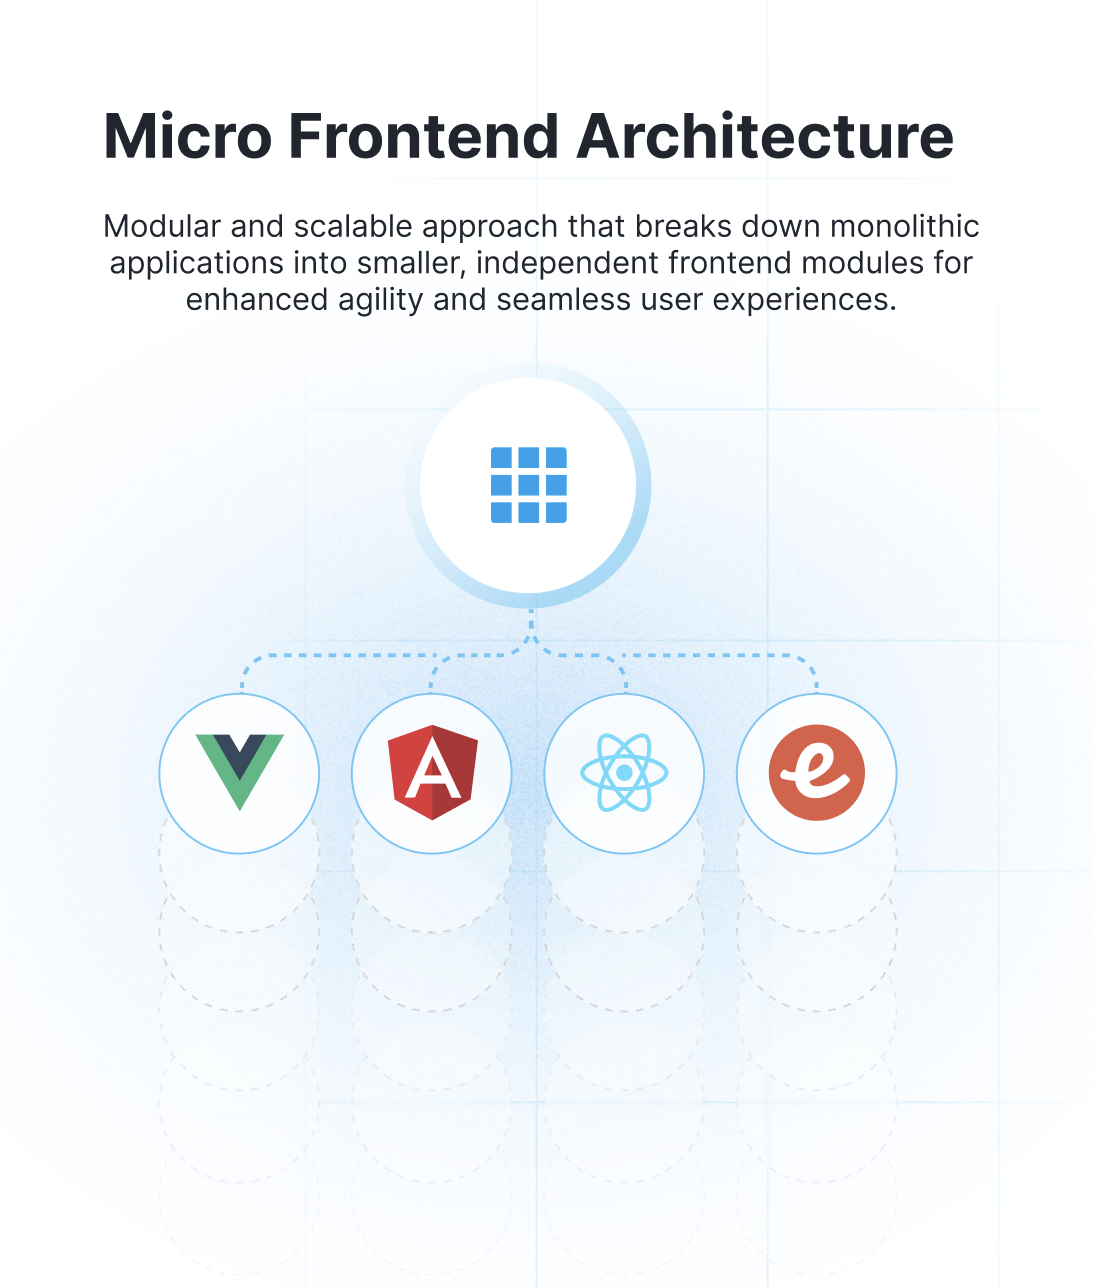 Micro Frontend Architecture
Modular and scalable approach that breaks down monolithic
applications into smaller, independent frontend modules for
enhanced agility and seamless user experiences.
A
e